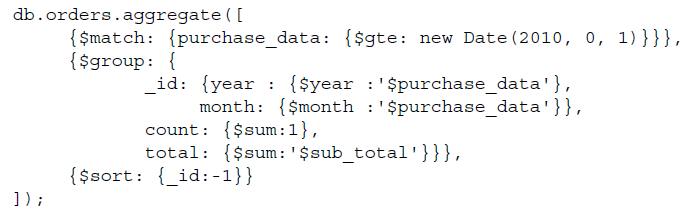 db.orders.aggregate([
    {$match: {purchase_data: {$gte: new Date(2010, 0, 1)}}},
    {$group: {
          _id: {year : {$year :'$purchase_data'},
               month: {$month :'$purchase_data'}},
          count: {$sum:1},
          total: {$sum:'$sub_total'}}},
    {$sort: {_id:-1}}
]);